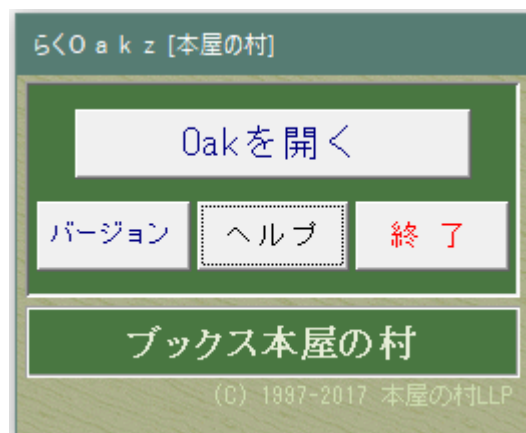 らくＯａｋｚ [本屋の村]
Oakを開く
バージョン
ヘルプ
終 了
ブックス本屋の村
(C) 1997-2017 本屋の村LLP